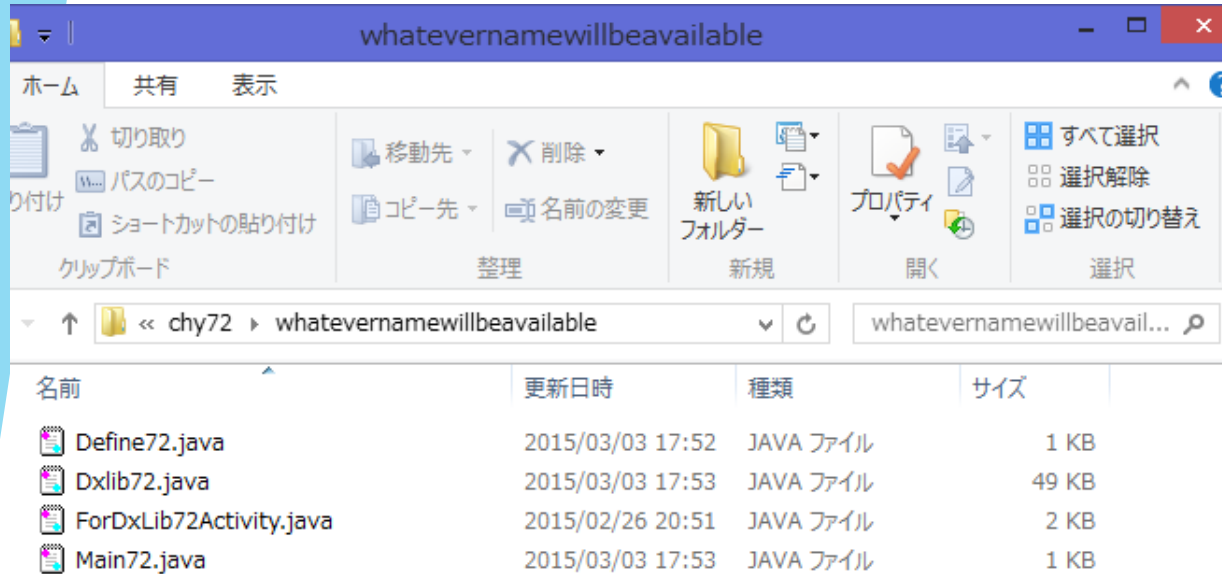 whatevernamewillbeavailable
ホーム 共有 表示
切り取り
パスのコピー
ショートカットの貼り付け
り付け
移動先
コピー先
削除
名前の変更
新しい
フォルダー
プロパティ
すべて選択
選択解除
選択の切り替え
クリップボード 整理 新規 開く 選択
« chy72 whatevernamewillbeavailable whatevernamewillbeavail...
名前 更新日時 種類 サイズ
Define72.java 2015/03/03 17:52 JAVA ファイル 1 KB
Dxlib72.java 2015/03/03 17:53 JAVA ファイル 49 KB
ForDxLib72Activity.java 2015/02/26 20:51 JAVA ファイル 2 KB
Main72.java 2015/03/03 17:53 JAVA ファイル 1 KB